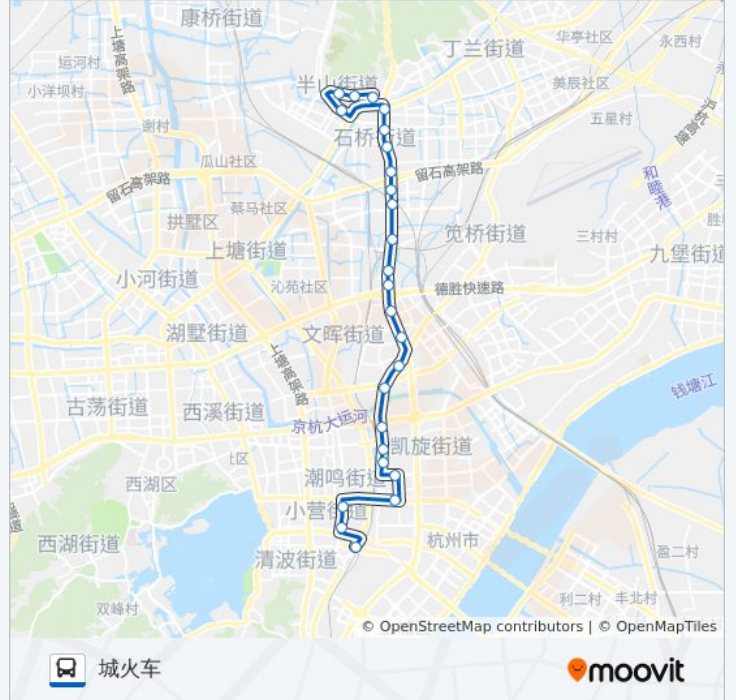 康桥街道
丁兰街道
华亭社区
永西村
上塘高架路
运河村
小洋坝村
半山街道
美辰社区
五星村
沪杭高速
谢村
石桥街道
瓜山社区
留石高架路
留石高架路
和睦港
蔡马社区
拱墅区
笕桥街道
三村村
上塘街道
九堡街道
小河街道
沁苑社区
德胜快速路
湖墅街道
文晖街道
上塘高架路
钱塘江
古荡街道
西溪街道
京杭大运河
凯旋街道
西湖区
潮鸣街道
小营街道
西湖街道
杭州市
清波街道
盈二村
利二村
丰北村
双峰村
© OpenStreetMap contributors | © OpenMapTiles
城火车
moovit